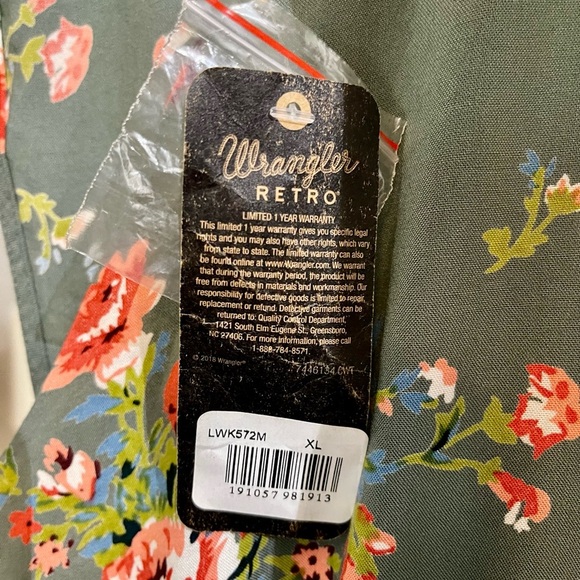 Wrangler
RETRO
LIMITED 1 YEAR WARRANTY
This limited 1 year warranty gives you specific legal
rights and you may also have other rights, which vary
from state to state. The limited warranty can also
be found online at www.Wrangler.com. We warrant
that during the warranty period, the product will be
free from defects in materials and workmanship. Our
responsibility for defective goods is limited to repair,
replacement or refund. Defective garments can be
returned to: Quality Control Department,
1421 South Elm Eugene St., Greensboro,
NC 27406. For more information, please call
1-888-784-8571.
© 2018 Wrangler®
LWK572M XL
191057 981913